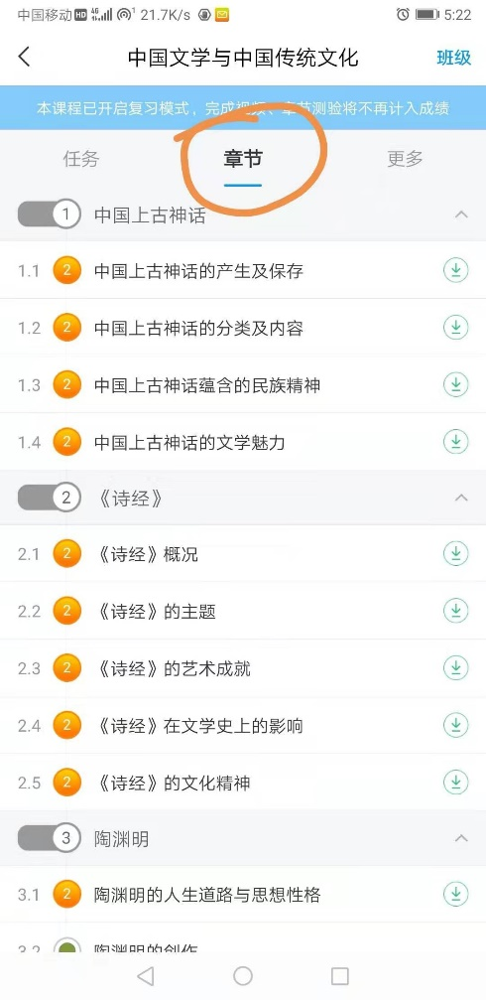 中国移动 HD 4G 21.7K/s 5:22
中国文学与中国传统文化 班级
本课程已开启复习模式，完成视频、章节测验将不再计入成绩
任务 章节 更多
1 中国上古神话
1.1 2 中国上古神话的产生及保存
1.2 2 中国上古神话的分类及内容
1.3 2 中国上古神话蕴含的民族精神
1.4 2 中国上古神话的文学魅力
2 《诗经》
2.1 2 《诗经》概况
2.2 2 《诗经》的主题
2.3 2 《诗经》的艺术成就
2.4 2 《诗经》在文学史上的影响
2.5 2 《诗经》的文化精神
3 陶渊明
3.1 2 陶渊明的人生道路与思想性格
3.2 陶渊明的创作